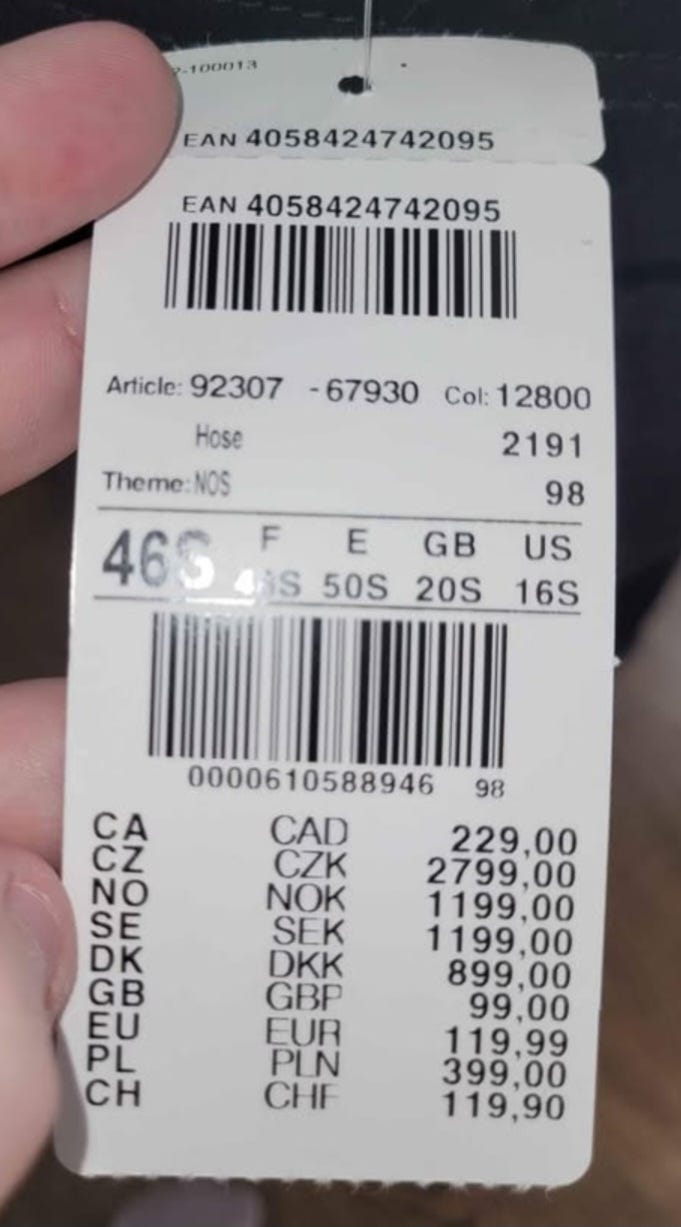 -100013
EAN 4058424742095
EAN 4058424742095
Article: 92307 -67930 Col: 12800
Hose 2191
Theme: NOS 98
46S F E GB US
50S 20S 16S
0000610588946 98
CA CAD 229,00
CZ CZK 2799,00
NO NOK 1199,00
SE SEK 1199,00
DK DKK 899,00
GB GBP 99,00
EU EUR 119,99
PL PLN 399,00
CH CHF 119,90